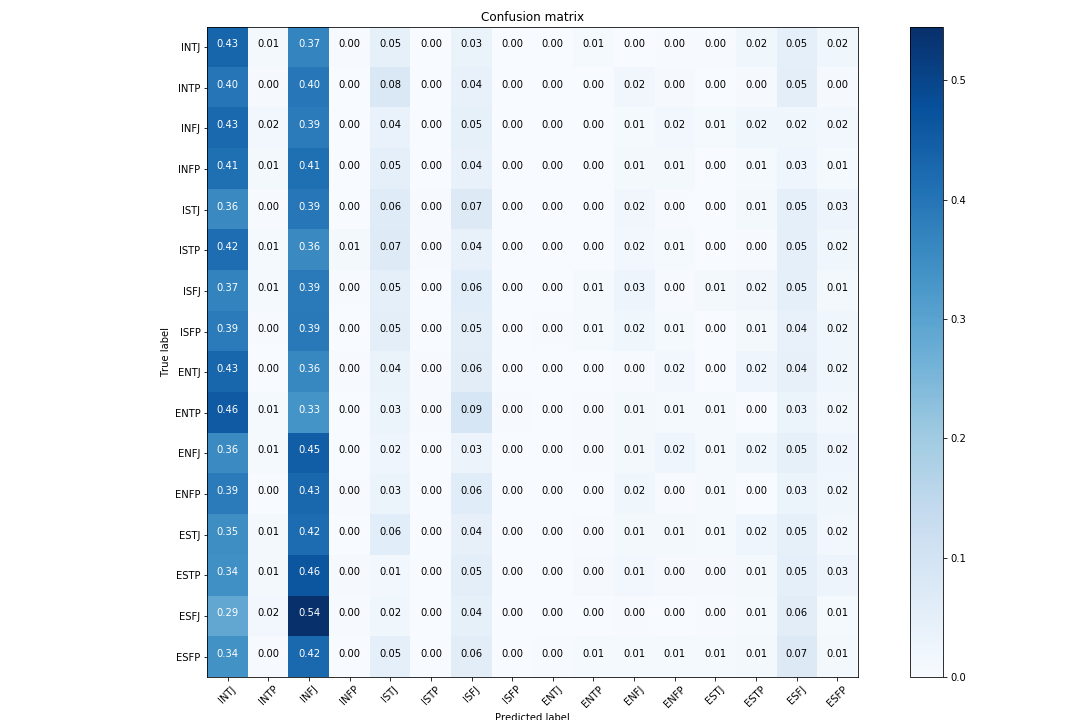 Confusion matrix
True label
INTJ 0.43 0.01 0.37 0.00 0.05 0.00 0.03 0.00 0.00 0.01 0.00 0.00 0.00 0.02 0.05 0.02
INTP 0.40 0.00 0.40 0.00 0.08 0.00 0.04 0.00 0.00 0.00 0.02 0.00 0.00 0.00 0.05 0.00
INFJ 0.43 0.02 0.39 0.00 0.04 0.00 0.05 0.00 0.00 0.00 0.01 0.02 0.01 0.02 0.02 0.02
INFP 0.41 0.01 0.41 0.00 0.05 0.00 0.04 0.00 0.00 0.00 0.01 0.01 0.00 0.01 0.03 0.01
ISTJ 0.36 0.00 0.39 0.00 0.06 0.00 0.07 0.00 0.00 0.00 0.02 0.00 0.00 0.01 0.05 0.03
ISTP 0.42 0.01 0.36 0.01 0.07 0.00 0.04 0.00 0.00 0.00 0.02 0.01 0.00 0.00 0.05 0.02
ISFJ 0.37 0.01 0.39 0.00 0.05 0.00 0.06 0.00 0.00 0.01 0.03 0.00 0.01 0.02 0.05 0.01
ISFP 0.39 0.00 0.39 0.00 0.05 0.00 0.05 0.00 0.00 0.01 0.02 0.01 0.00 0.01 0.04 0.02
ENTJ 0.43 0.00 0.36 0.00 0.04 0.00 0.06 0.00 0.00 0.00 0.00 0.02 0.00 0.02 0.04 0.02
ENTP 0.46 0.01 0.33 0.00 0.03 0.00 0.09 0.00 0.00 0.00 0.01 0.01 0.01 0.00 0.03 0.02
ENFJ 0.36 0.01 0.45 0.00 0.02 0.00 0.03 0.00 0.00 0.00 0.01 0.02 0.01 0.02 0.05 0.02
ENFP 0.39 0.00 0.43 0.00 0.03 0.00 0.06 0.00 0.00 0.00 0.02 0.00 0.01 0.00 0.03 0.02
ESTJ 0.35 0.01 0.42 0.00 0.06 0.00 0.04 0.00 0.00 0.00 0.01 0.01 0.01 0.02 0.05 0.02
ESTP 0.34 0.01 0.46 0.00 0.01 0.00 0.05 0.00 0.00 0.00 0.01 0.00 0.00 0.01 0.05 0.03
ESFJ 0.29 0.02 0.54 0.00 0.02 0.00 0.04 0.00 0.00 0.00 0.00 0.00 0.00 0.01 0.06 0.01
ESFP 0.34 0.00 0.42 0.00 0.05 0.00 0.06 0.00 0.00 0.01 0.01 0.01 0.01 0.01 0.07 0.01
INTJ INTP INFJ INFP ISTJ ISTP ISFJ ISFP ENTJ ENTP ENFJ ENFP ESTJ ESTP ESFJ ESFP
Predicted label
0.5
0.4
0.3
0.2
0.1
0.0